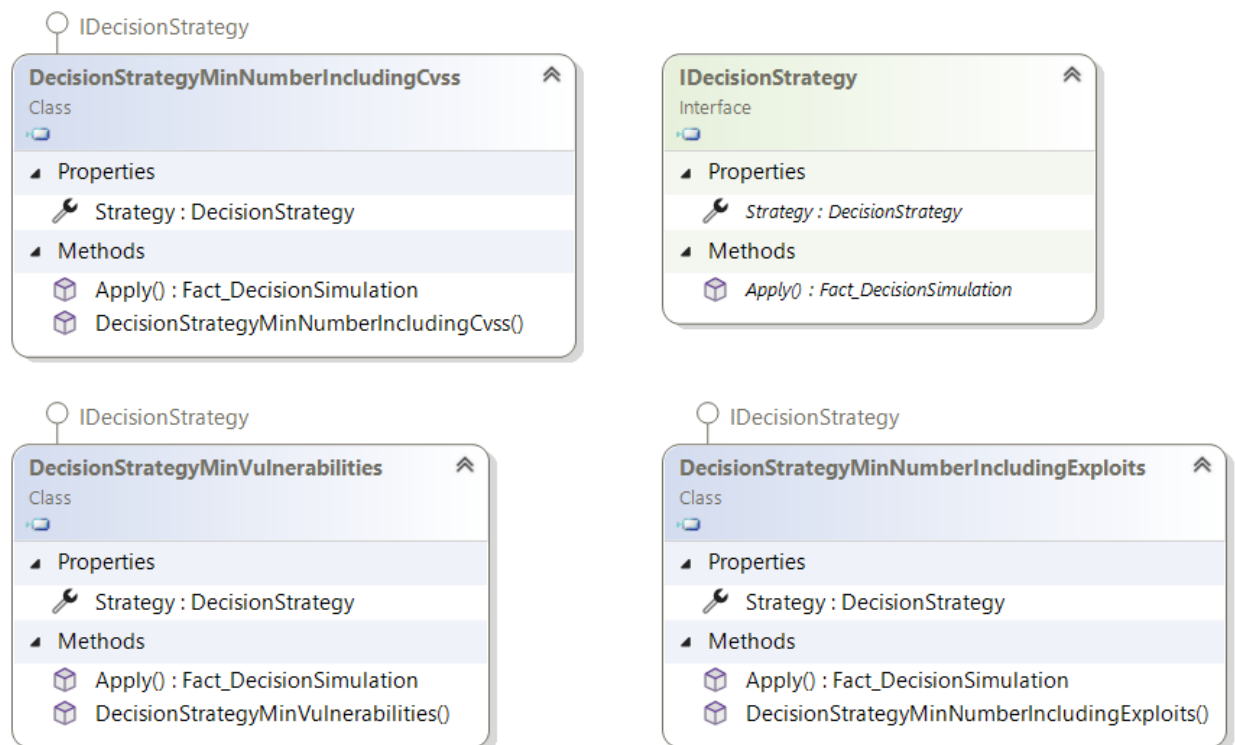 IDecisionStrategy
DecisionStrategyMinNumberIncludingCvss
Class
Properties
Strategy : DecisionStrategy
Methods
Apply() : Fact_DecisionSimulation
DecisionStrategyMinNumberIncludingCvss()
IDecisionStrategy
Interface
Properties
Strategy : DecisionStrategy
Methods
Apply() : Fact_DecisionSimulation
IDecisionStrategy
DecisionStrategyMinVulnerabilities
Class
Properties
Strategy : DecisionStrategy
Methods
Apply() : Fact_DecisionSimulation
DecisionStrategyMinVulnerabilities()
IDecisionStrategy
DecisionStrategyMinNumberIncludingExploits
Class
Properties
Strategy : DecisionStrategy
Methods
Apply() : Fact_DecisionSimulation
DecisionStrategyMinNumberIncludingExploits()